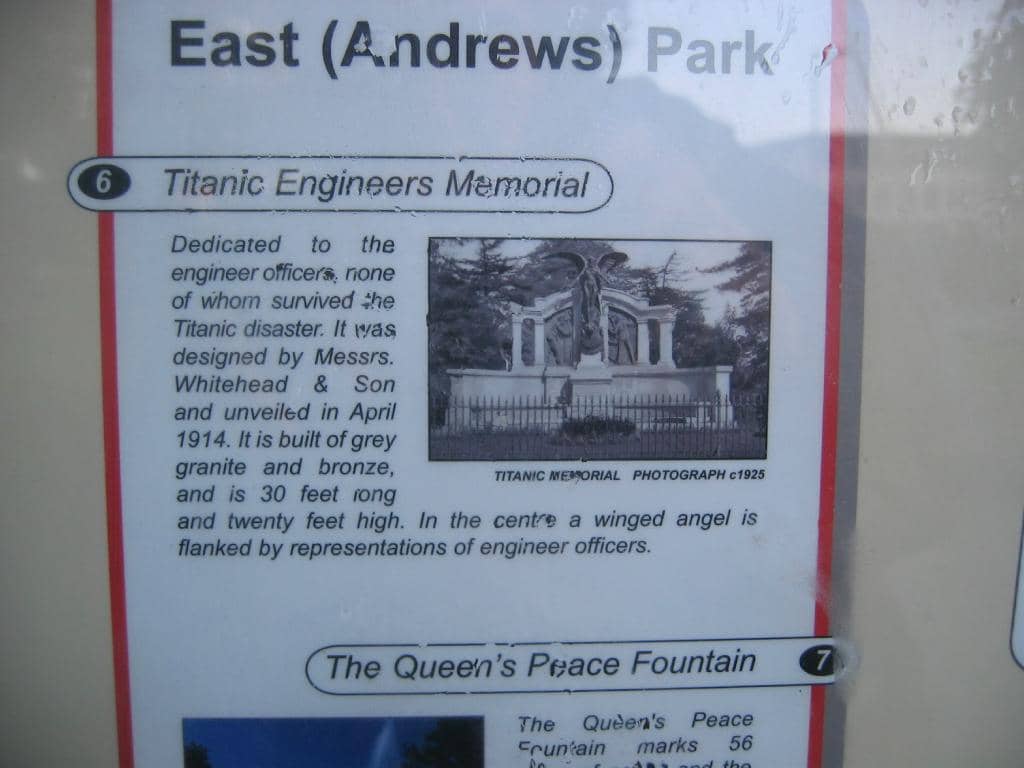 East (Andrews) Park
6 Titanic Engineers Memorial
Dedicated to the
engineer officers, none
of whom survived the
Titanic disaster. It was
designed by Messrs.
Whitehead & Son
and unveiled in April
1914. It is built of grey
granite and bronze,
and is 30 feet long
and twenty feet high. In the centre a winged angel is
flanked by representations of engineer officers.
TITANIC MEMORIAL PHOTOGRAPH c1925
The Queen's Peace Fountain 7
The Queen's Peace
Fountain marks 56
and the